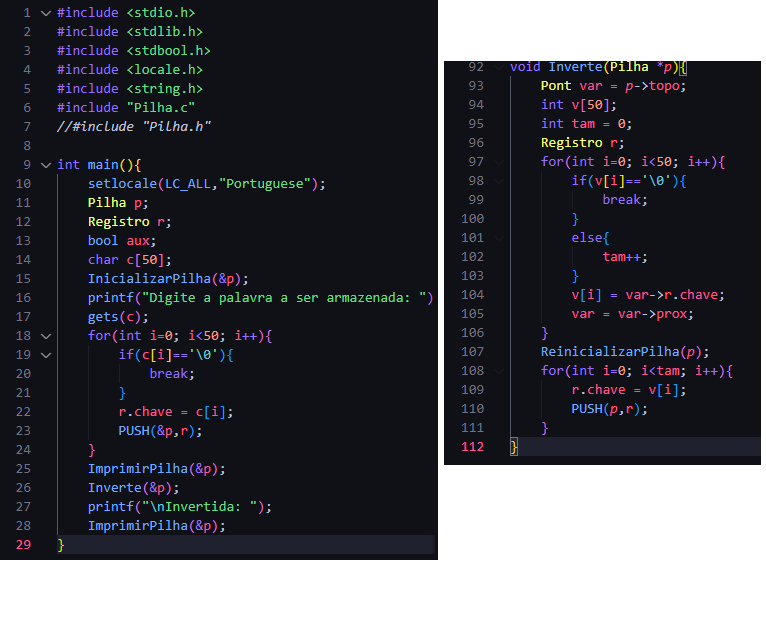 1 #include <stdio.h>
2 #include <stdlib.h>
3 #include <stdbool.h>
4 #include <locale.h>
5 #include <string.h>
6 #include "Pilha.c"
7 //#include "Pilha.h"
8
9 int main(){
10     setlocale(LC_ALL,"Portuguese");
11     Pilha p;
12     Registro r;
13     bool aux;
14     char c[50];
15     InicializarPilha(&p);
16     printf("Digite a palavra a ser armazenada: ")
17     gets(c);
18     for(int i=0; i<50; i++){
19         if(c[i]=='\0'){
20             break;
21         }
22         r.chave = c[i];
23         PUSH(&p,r);
24     }
25     ImprimirPilha(&p);
26     Inverte(&p);
27     printf("\nInvertida: ");
28     ImprimirPilha(&p);
29 }
92 void Inverte(Pilha *p){
93     Pont var = p->topo;
94     int v[50];
95     int tam = 0;
96     Registro r;
97     for(int i=0; i<50; i++){
98         if(v[i]=='\0'){
99             break;
100         }
101         else{
102             tam++;
103         }
104         v[i] = var->r.chave;
105         var = var->prox;
106     }
107     ReinicializarPilha(p);
108     for(int i=0; i<tam; i++){
109         r.chave = v[i];
110         PUSH(p,r);
111     }
112 }